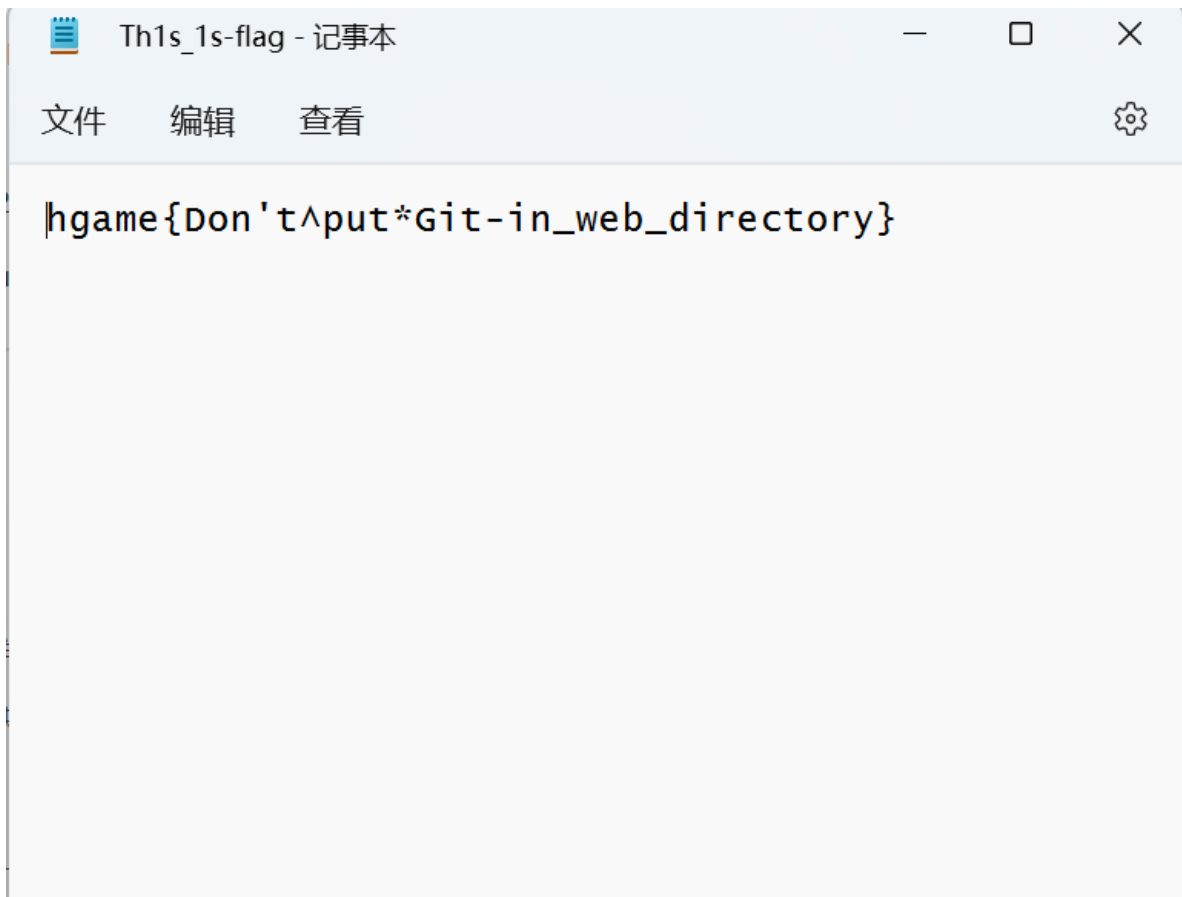 Th1s_1s-flag - 记事本
文件 编辑 查看
hgame{Don't^put*Git-in_web_directory}